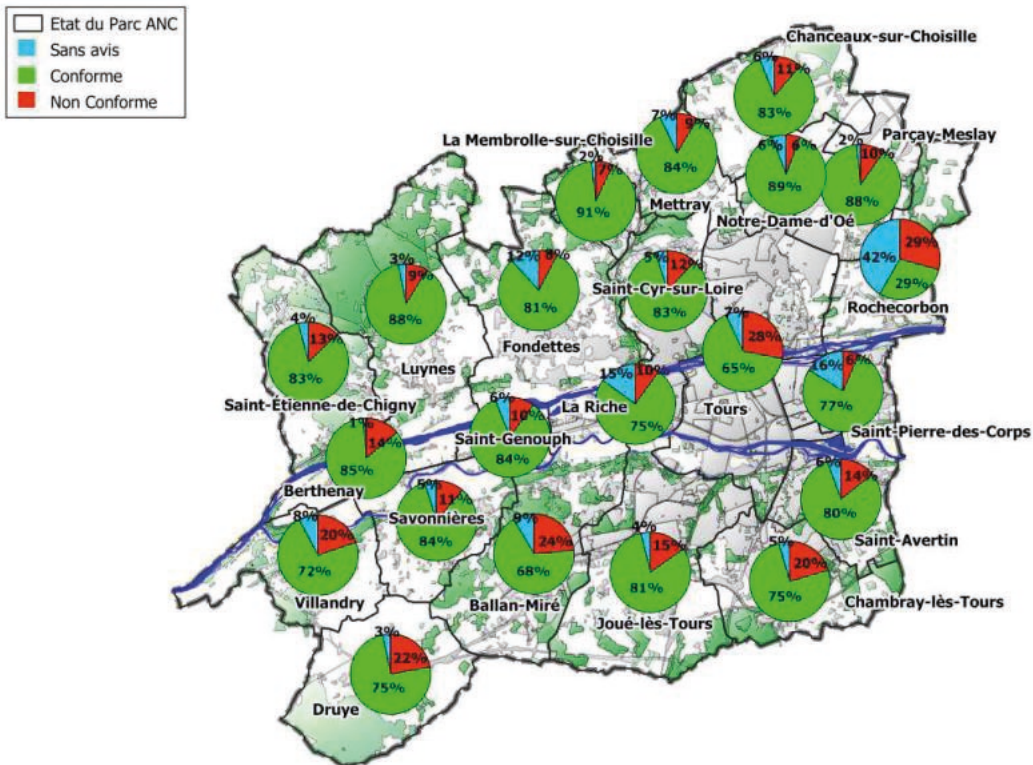 Etat du Parc ANC
Sans avis
Conforme
Non Conforme
Chanceaux-sur-Choisille
6%
11%
83%
La Membrolle-sur-Choisille
2%
7%
91%
7%
9%
84%
Mettray
6%
6%
89%
Notre-Dame-d'Oé
Parçay-Meslay
2%
10%
88%
42%
29%
29%
Rochecorbon
3%
9%
88%
Luynes
12%
8%
81%
Fondettes
5%
12%
Saint-Cyr-sur-Loire
83%
4%
13%
83%
Saint-Étienne-de-Chigny
7%
28%
65%
Tours
16%
6%
77%
Saint-Pierre-des-Corps
15%
10%
La Riche
75%
6%
10%
Saint-Genouph
84%
1%
14%
85%
Berthenay
5%
11%
Savonnières
84%
6%
14%
80%
Saint-Avertin
8%
20%
72%
Villandry
9%
24%
68%
Ballan-Miré
4%
15%
81%
Joué-lès-Tours
5%
20%
75%
Chambray-lès-Tours
3%
22%
75%
Druye